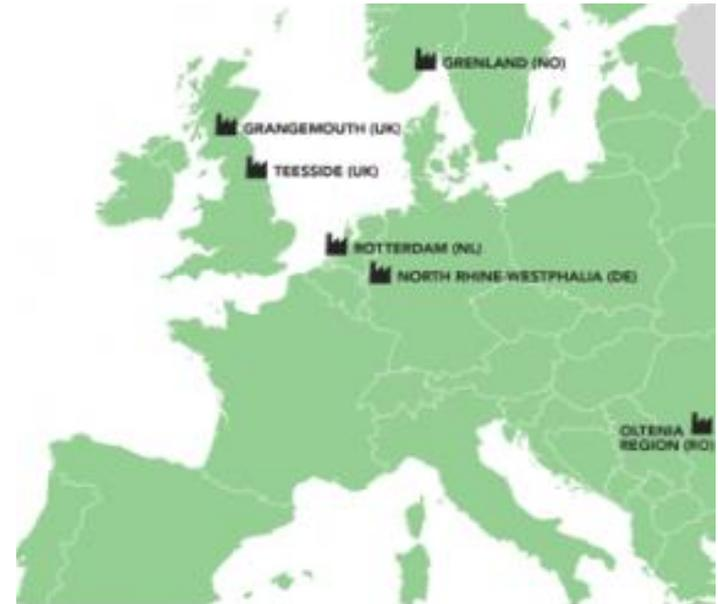 GRENLAND (NO)
GRANGEMOUTH (UK)
TEESSIDE (UK)
ROTTERDAM (NL)
NORTH RHINE-WESTPHALIA (DE)
OLTENIA
REGION (RO)